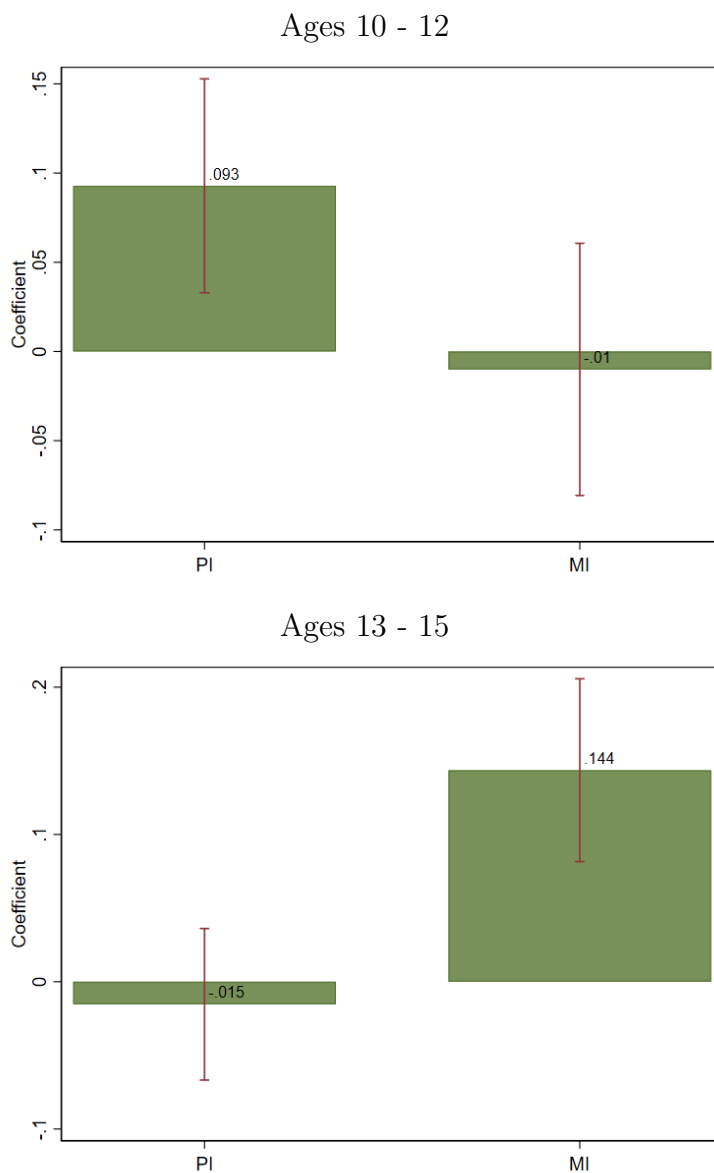 Ages 10 - 12
Coefficient
.15
.1
.05
0
-.05
-.1
.093
-.01
PI MI
Ages 13 - 15
Coefficient
.2
.1
0
-.1
.144
-.015
PI MI